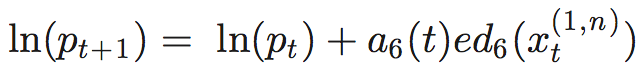 ln(p_{t+1}) = ln(p_t) + a_6(t)ed_6(x_t^{(1,n)})